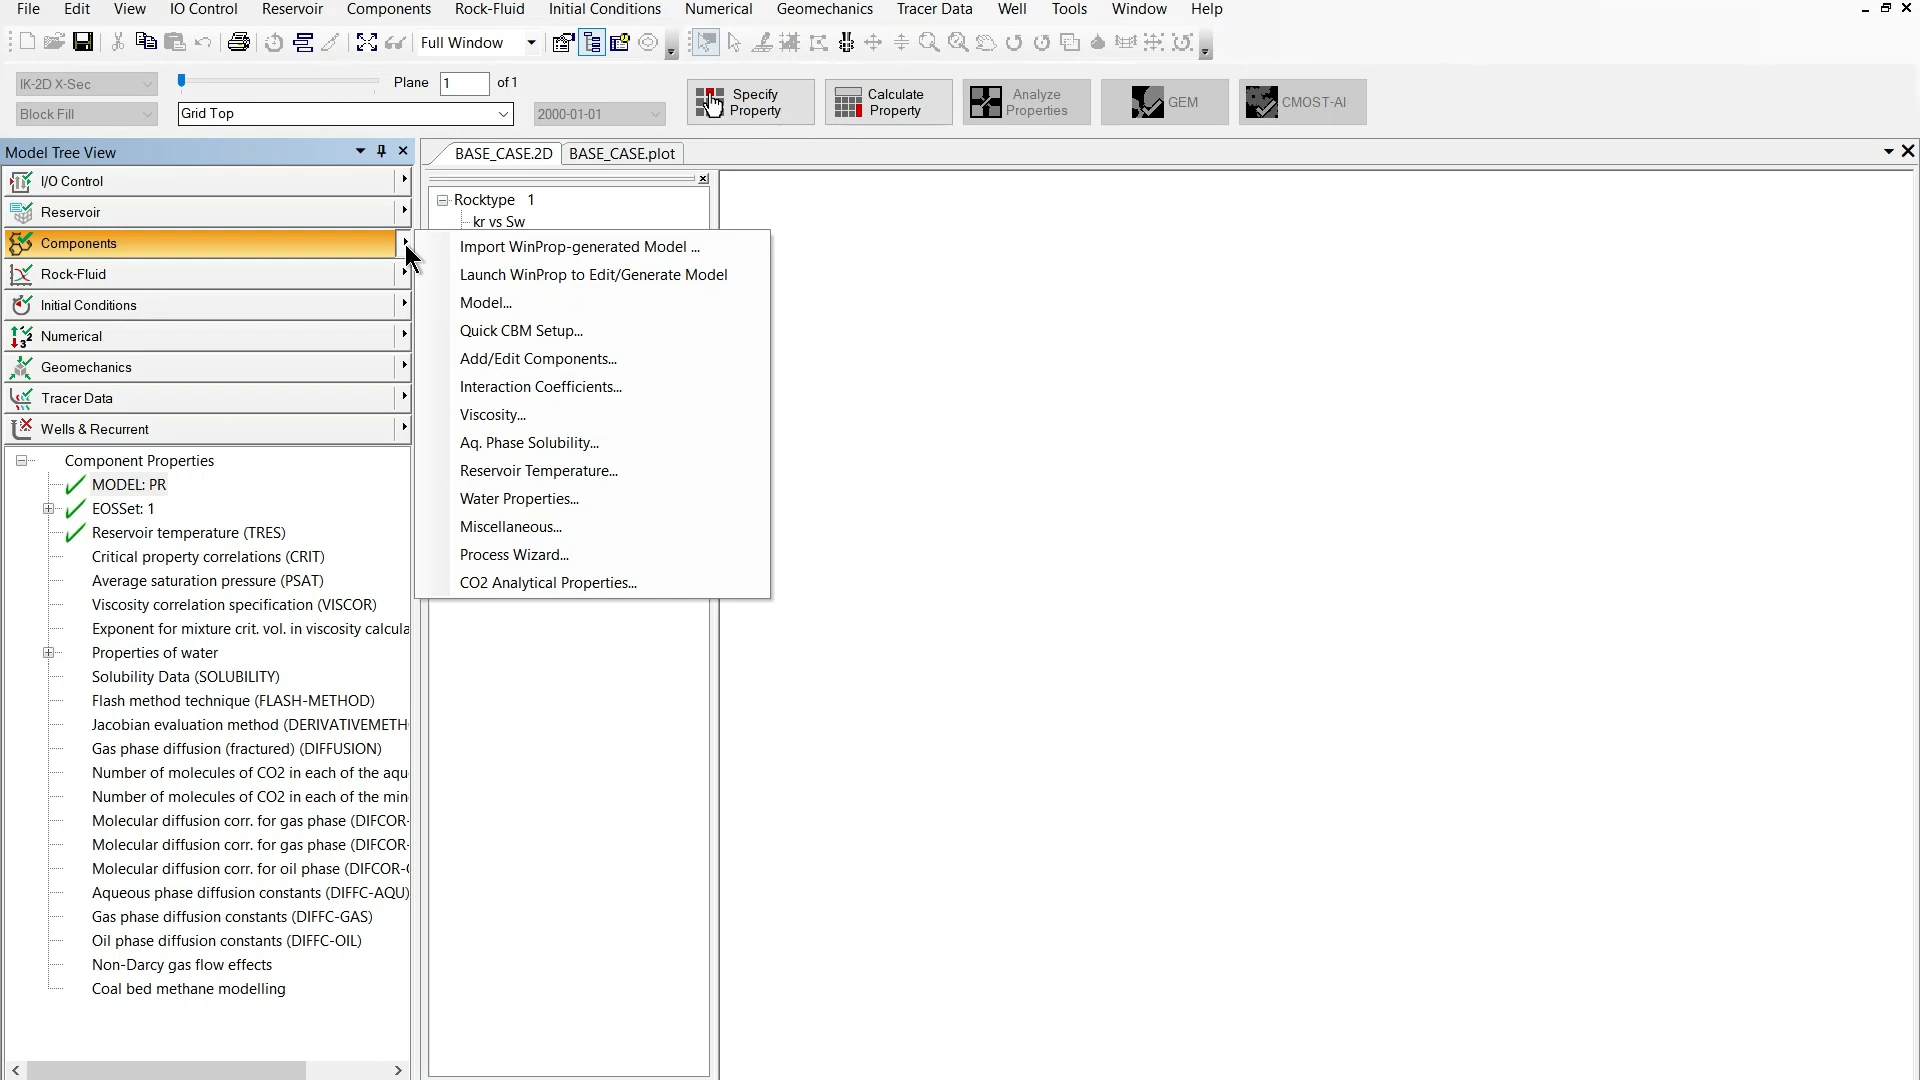 File Edit View IO Control Reservoir Components Rock-Fluid Initial Conditions Numerical Geomechanics Tracer Data Well Tools Window Help
Full Window
IK-2D X-Sec Plane 1 of 1
Block Fill Grid Top 2000-01-01
Specify Property
Calculate Property
Analyze Properties
GEM
CMOST-AI
Model Tree View
BASE_CASE.2D BASE_CASE.plot
I/O Control
Reservoir
Components
Rock-Fluid
Initial Conditions
Numerical
Geomechanics
Tracer Data
Wells & Recurrent
Rocktype 1
kr vs Sw
Import WinProp-generated Model ...
Launch WinProp to Edit/Generate Model
Model...
Quick CBM Setup...
Add/Edit Components...
Interaction Coefficients...
Viscosity...
Aq. Phase Solubility...
Reservoir Temperature...
Water Properties...
Miscellaneous...
Process Wizard...
CO2 Analytical Properties...
Component Properties
MODEL: PR
EOSSet: 1
Reservoir temperature (TRES)
Critical property correlations (CRIT)
Average saturation pressure (PSAT)
Viscosity correlation specification (VISCOR)
Exponent for mixture crit. vol. in viscosity calcula
Properties of water
Solubility Data (SOLUBILITY)
Flash method technique (FLASH-METHOD)
Jacobian evaluation method (DERIVATIVEMETH
Gas phase diffusion (fractured) (DIFFUSION)
Number of molecules of CO2 in each of the aqu
Number of molecules of CO2 in each of the min
Molecular diffusion corr. for gas phase (DIFCOR-
Molecular diffusion corr. for gas phase (DIFCOR-
Molecular diffusion corr. for oil phase (DIFCOR-
Aqueous phase diffusion constants (DIFFC-AQU)
Gas phase diffusion constants (DIFFC-GAS)
Oil phase diffusion constants (DIFFC-OIL)
Non-Darcy gas flow effects
Coal bed methane modelling